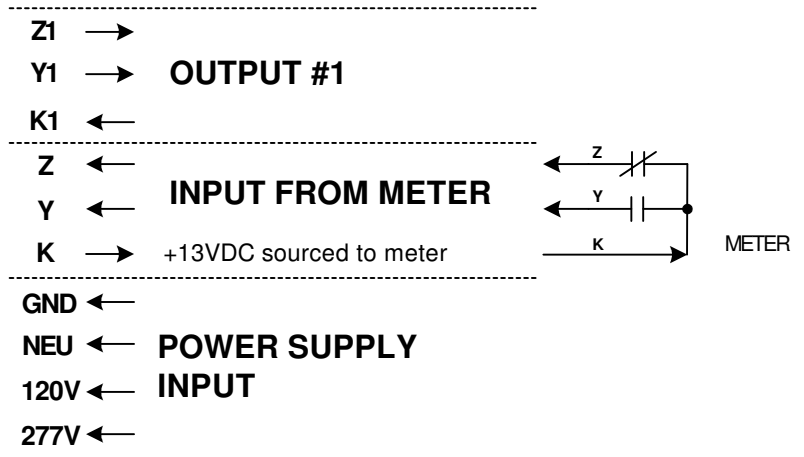 Z1
Y1 OUTPUT #1
K1
Z Z
INPUT FROM METER
Y Y
K +13VDC sourced to meter K METER
GND
NEU POWER SUPPLY
120V INPUT
277V